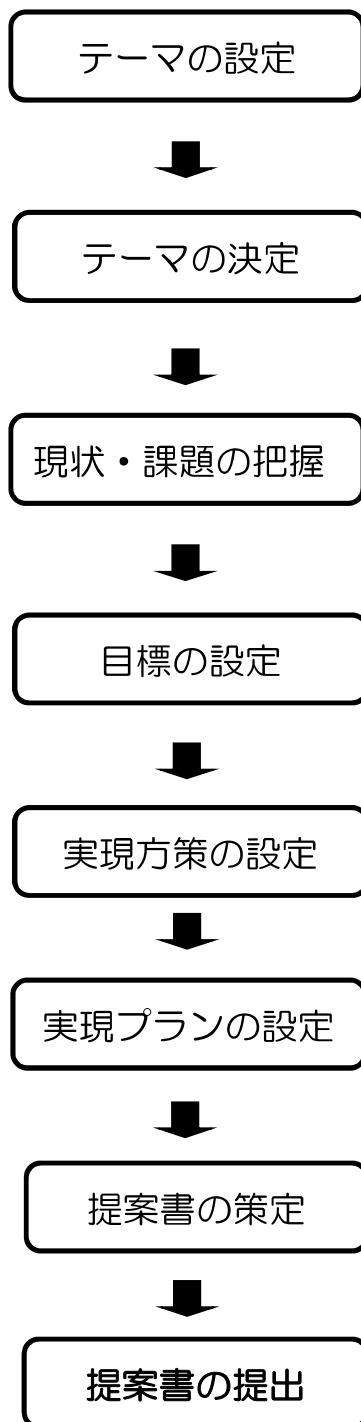 テーマの設定
テーマの決定
現状・課題の把握
目標の設定
実現方策の設定
実現プランの設定
提案書の策定
提案書の提出